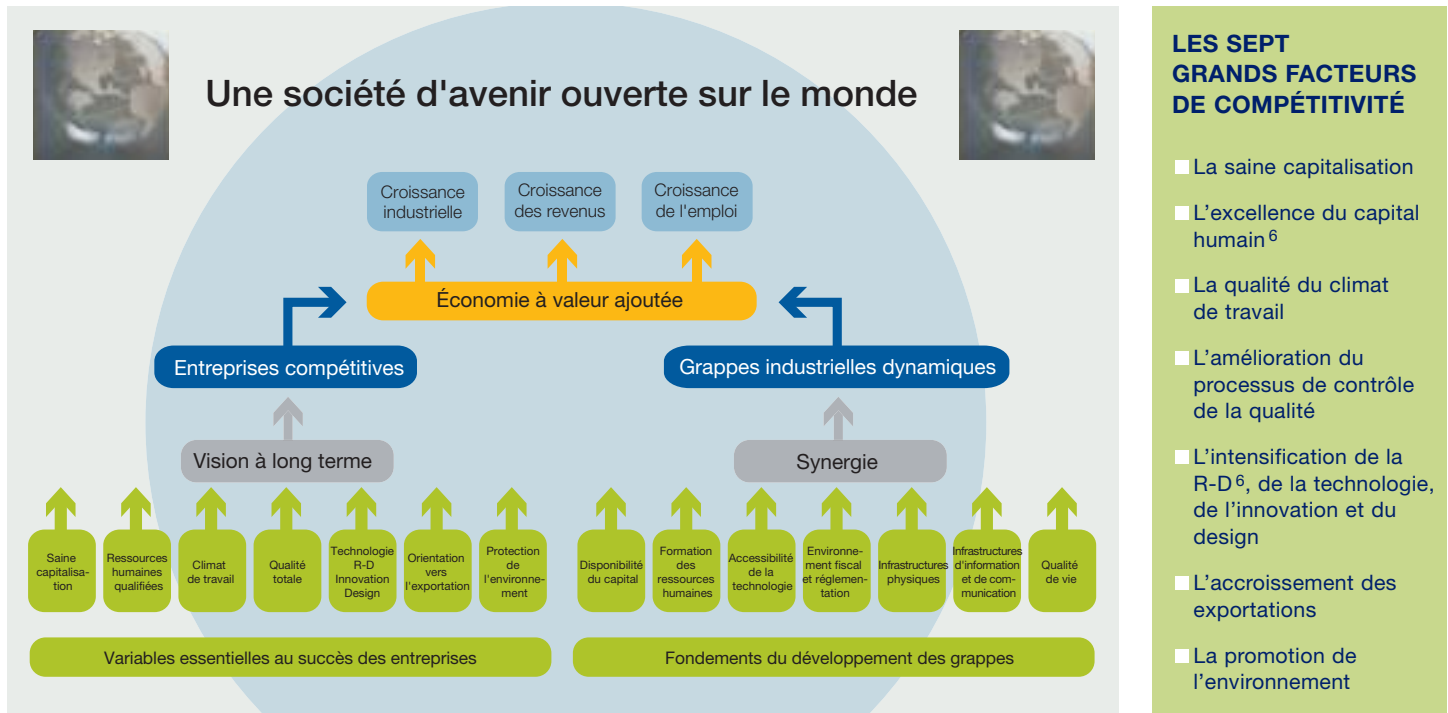 Une société d'avenir ouverte sur le monde
Croissance
industrielle
Croissance
des revenus
Croissance
de l'emploi
Économie à valeur ajoutée
Entreprises compétitives
Grappes industrielles dynamiques
Vision à long terme
Synergie
Saine
capitalisa-
tion
Ressources
humaines
qualifiées
Climat
de travail
Qualité
totale
Technologie
R-D
Innovation
Design
Orientation
vers
l'exportation
Protection
de
l'environne-
ment
Disponibilité
du capital
Formation
des
ressources
humaines
Accessibilité
de la
technologie
Environne-
ment fiscal
et réglemen-
tation
Infrastructures
physiques
Infrastructures
d'information
et de com-
munication
Qualité
de vie
Variables essentielles au succès des entreprises
Fondements du développement des grappes
LES SEPT
GRANDS FACTEURS
DE COMPÉTITIVITÉ
La saine capitalisation
L’excellence du capital
humain 6
La qualité du climat
de travail
L’amélioration du
processus de contrôle
de la qualité
L’intensification de la
R-D 6, de la technologie,
de l’innovation et du
design
L’accroissement des
exportations
La promotion de
l’environnement